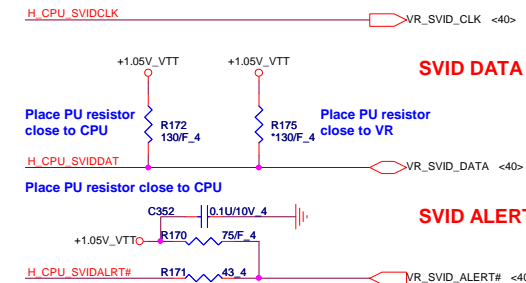 H_CPU_SVIDCLK
VR_SVID_CLK <40>
+1.05V_VTT
+1.05V_VTT
SVID DATA
Place PU resistor
close to CPU
R172
130/F_4
R175
*130/F_4
Place PU resistor
close to VR
H_CPU_SVIDDAT
VR_SVID_DATA <40>
Place PU resistor close to CPU
C352
0.1U/10V_4
SVID ALERT
+1.05V_VTT
R170
75/F_4
H_CPU_SVIDALRT#
R171
43_4
VR_SVID_ALERT# <40